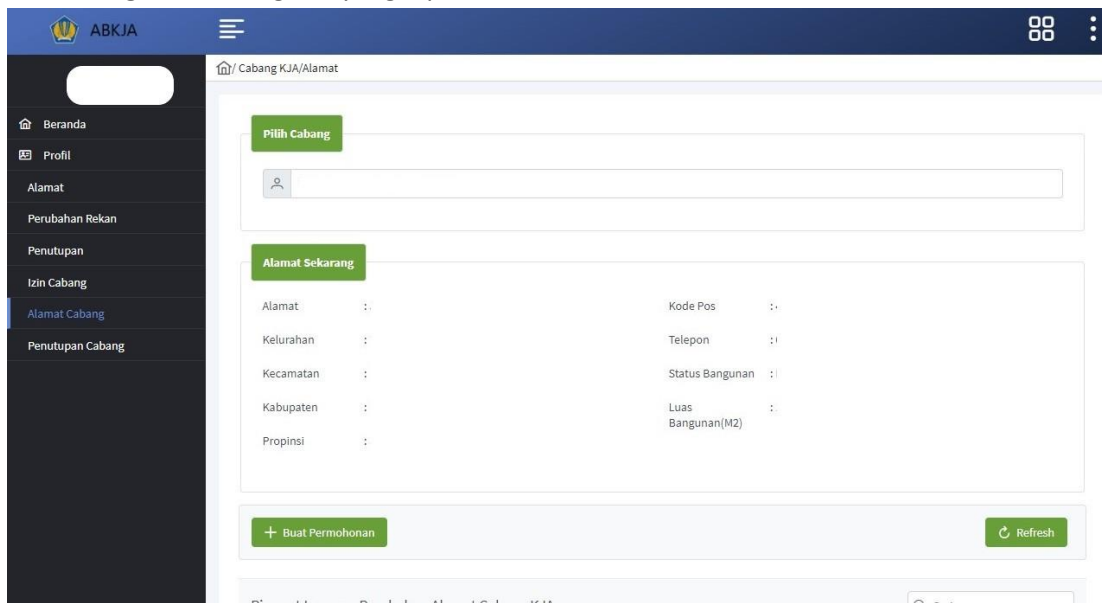 ABKJA
/ Cabang KJA/Alamat
Beranda
Profil
Alamat
Perubahan Rekan
Penutupan
Izin Cabang
Alamat Cabang
Penutupan Cabang
Pilih Cabang
Alamat Sekarang
Alamat :
Kelurahan :
Kecamatan :
Kabupaten :
Propinsi :
Kode Pos :
Telepon :
Status Bangunan :
Luas :
Bangunan(M2)
+ Buat Permohonan
Refresh